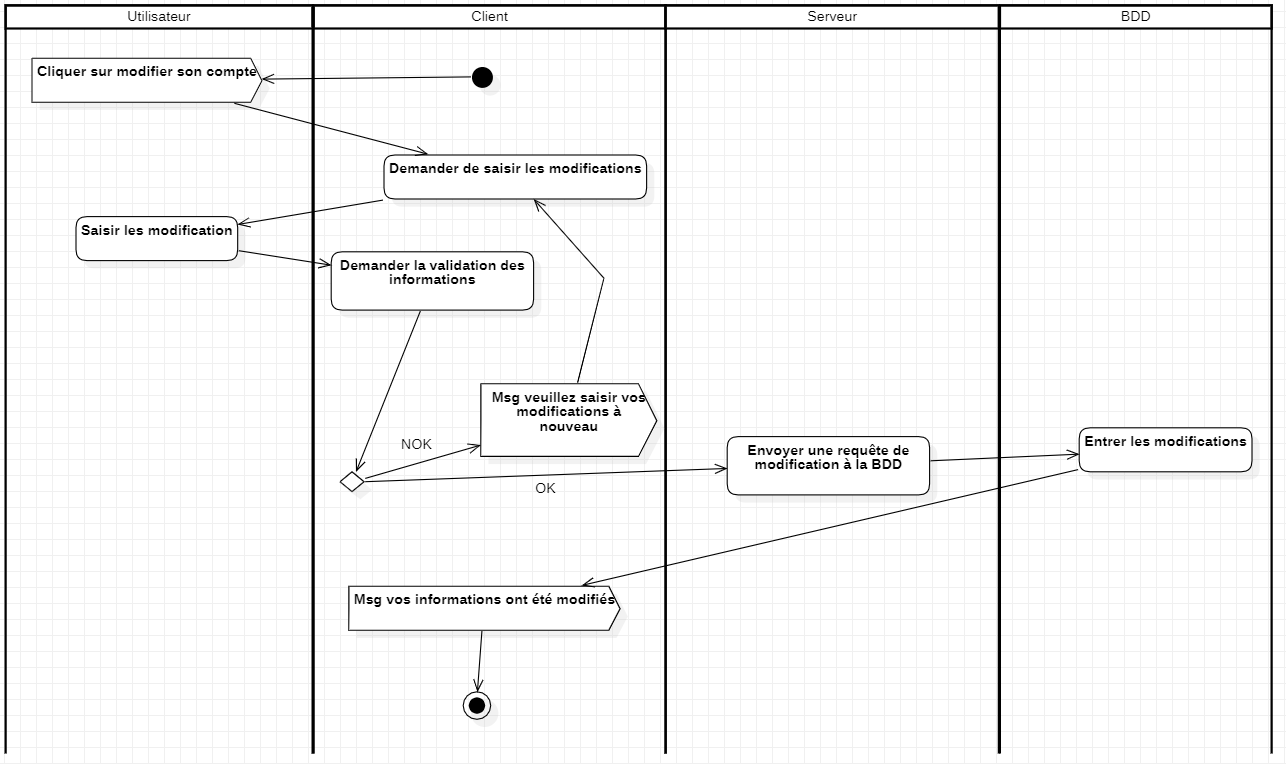 Utilisateur
Client
Serveur
BDD
Cliquer sur modifier son compte
Demander de saisir les modifications
Saisir les modification
Demander la validation des
informations
Msg veuillez saisir vos
modifications à
nouveau
NOK
OK
Envoyer une requête de
modification à la BDD
Entrer les modifications
Msg vos informations ont été modifiés